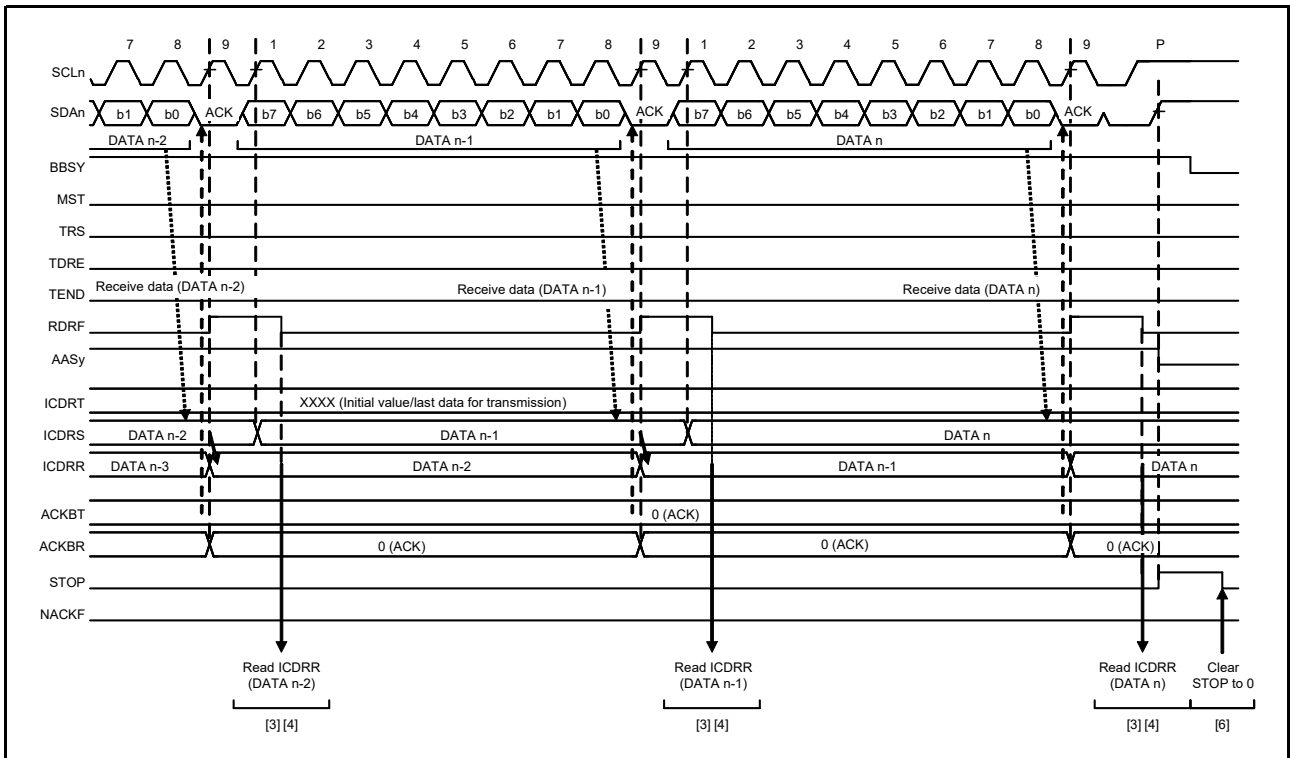 7 8 9 1 2 3 4 5 6 7 8 9 1 2 3 4 5 6 7 8 9 P
SCLn
SDAn b1 b0 ACK b7 b6 b5 b4 b3 b2 b1 b0 ACK b7 b6 b5 b4 b3 b2 b1 b0 ACK
DATA n-2 DATA n-1 DATA n
BBSY
MST
TRS
TDRE
Receive data (DATA n-2) Receive data (DATA n-1) Receive data (DATA n)
TEND
RDRF
AASy
ICDRT XXXX (Initial value/last data for transmission)
ICDRS DATA n-2 DATA n-1 DATA n
ICDRR DATA n-3 DATA n-2 DATA n-1 DATA n
ACKBT 0 (ACK)
ACKBR 0 (ACK) 0 (ACK) 0 (ACK)
STOP
NACKF
Read ICDRR Read ICDRR Read ICDRR Clear
(DATA n-2) (DATA n-1) (DATA n) STOP to 0
[3] [4] [3] [4] [3] [4] [6]